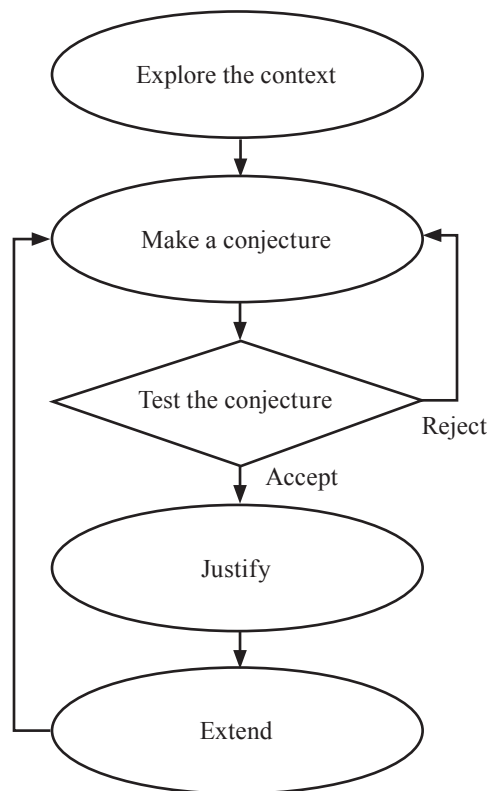 Explore the context
Make a conjecture
Test the conjecture
Reject
Accept
Justify
Extend